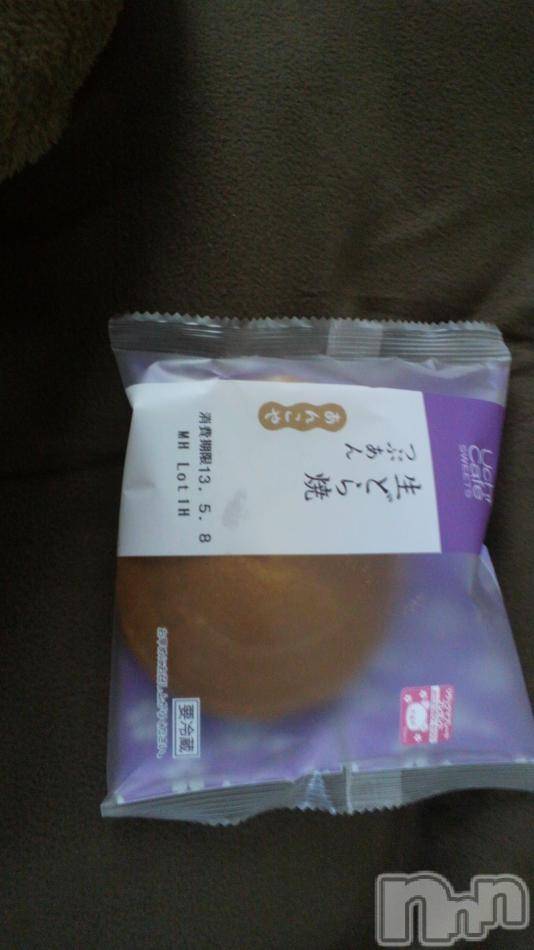 Uchi Café
SWEETS
生どら焼
つぶあん
あんこや
消費期限13.5.8
MH Lot1H
要冷蔵
nnn